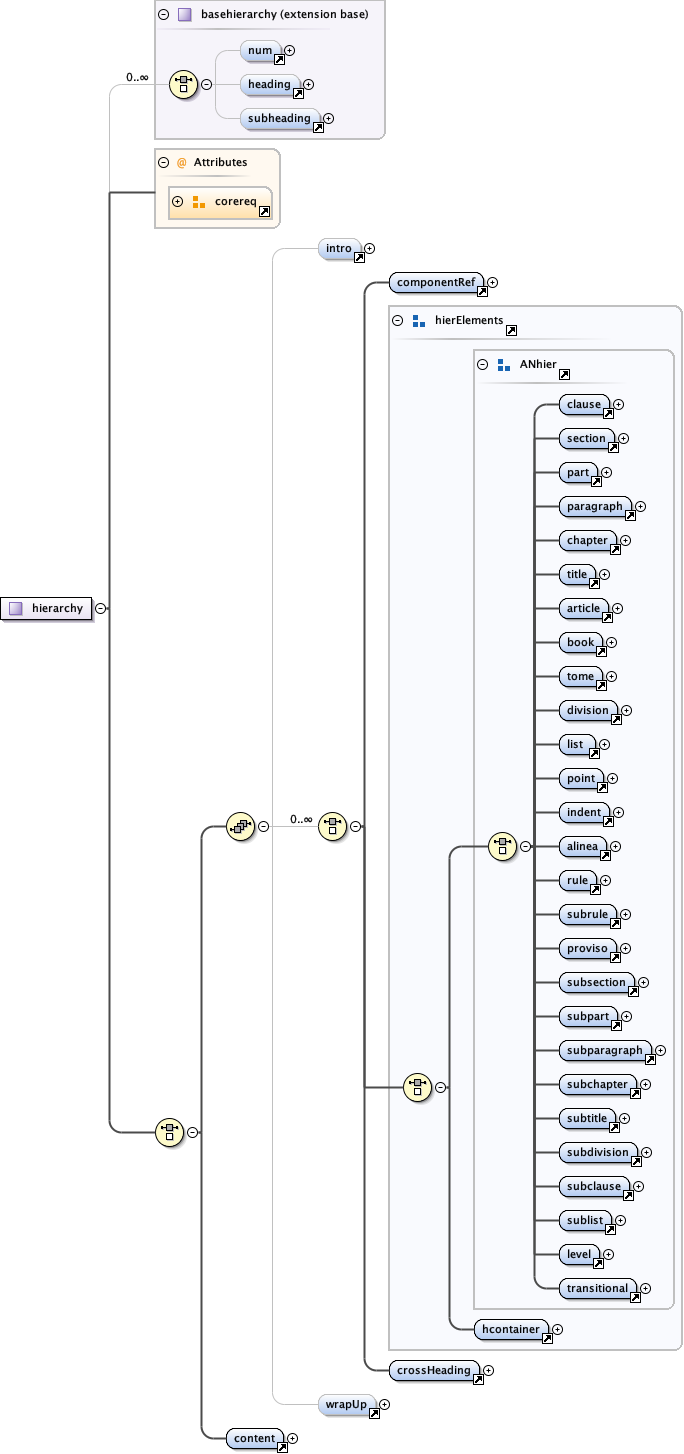 basehierarchy (extension base)
num
0..∞
heading
subheading
@ Attributes
corereq
intro
componentRef
hierElements
ANhier
clause
section
part
paragraph
chapter
title
hierarchy
article
book
tome
division
list
point
indent
0..∞
alinea
rule
subrule
proviso
subsection
subpart
subparagraph
subchapter
subtitle
subdivision
subclause
sublist
level
transitional
hcontainer
crossHeading
wrapUp
content